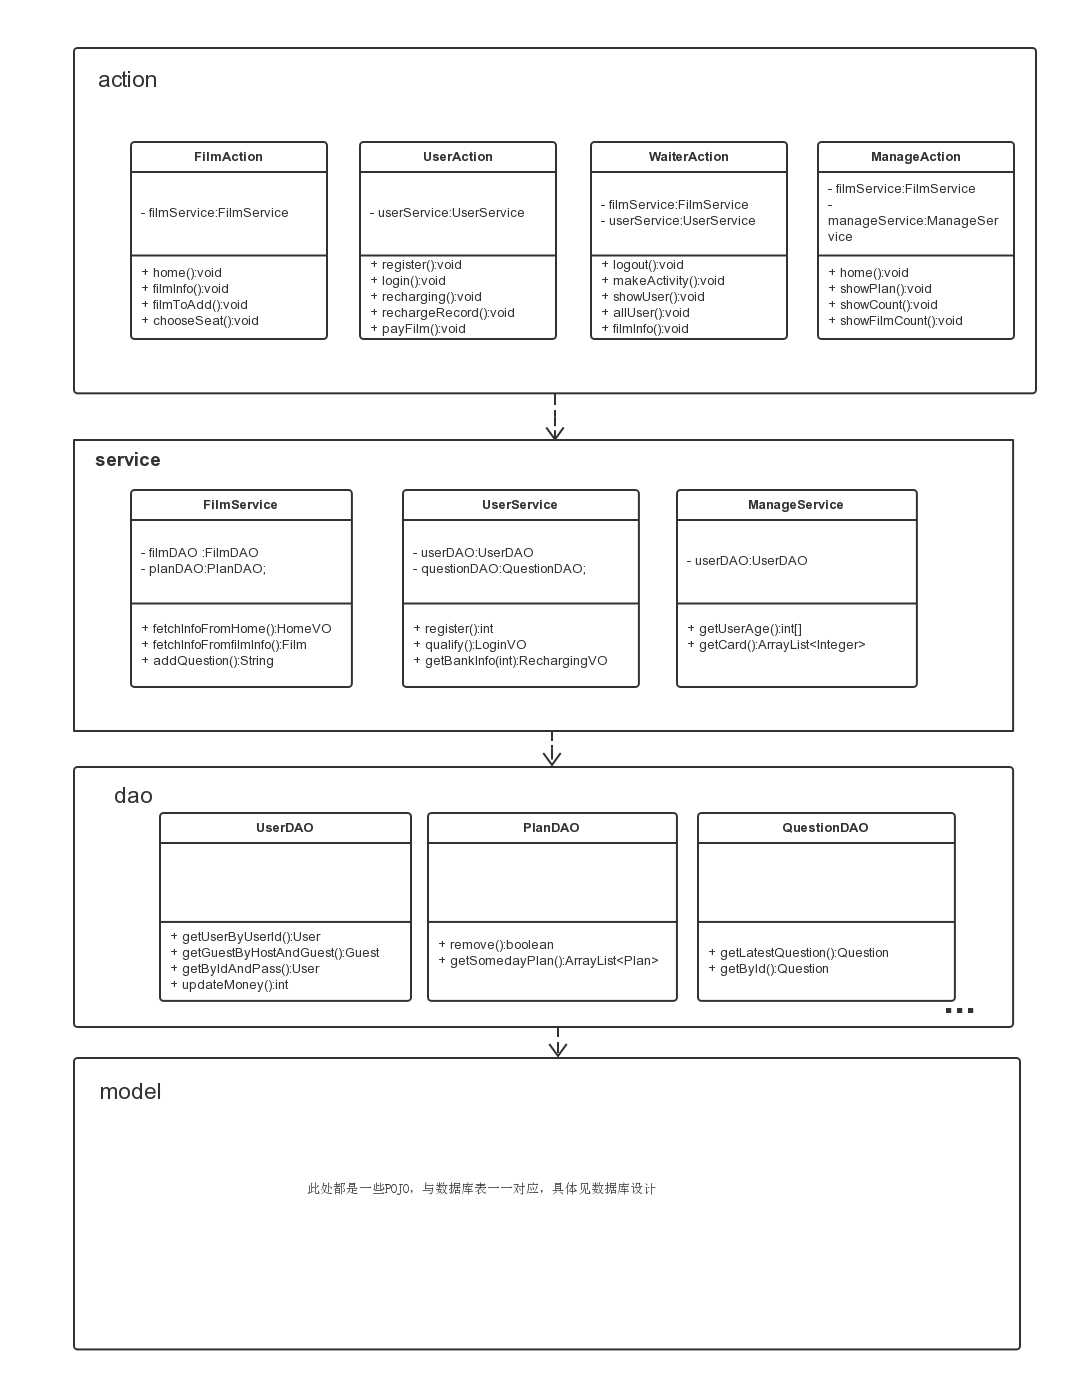 action
FilmAction
- filmService:FilmService
+ home():void
+ filmInfo():void
+ filmToAdd():void
+ chooseSeat():void
UserAction
- userService:UserService
+ register():void
+ login():void
+ recharging():void
+ rechargeRecord():void
+ payFilm():void
WaiterAction
- filmService:FilmService
- userService:UserService
+ logout():void
+ makeActivity():void
+ showUser():void
+ allUser():void
+ filmInfo():void
ManageAction
- filmService:FilmService
-
manageService:ManageSer
vice
+ home():void
+ showPlan():void
+ showCount():void
+ showFilmCount():void
service
FilmService
- filmDAO :FilmDAO
- planDAO:PlanDAO;
+ fetchInfoFromHome():HomeVO
+ fetchInfoFromfilmInfo():Film
+ addQuestion():String
UserService
- userDAO:UserDAO
- questionDAO:QuestionDAO;
+ register():int
+ qualify():LoginVO
+ getBankInfo(int):RechargingVO
ManageService
- userDAO:UserDAO
+ getUserAge():int[]
+ getCard():ArrayList<Integer>
dao
UserDAO
+ getUserByUserId():User
+ getGuestByHostAndGuest():Guest
+ getByIdAndPass():User
+ updateMoney():int
PlanDAO
+ remove():boolean
+ getSomedayPlan():ArrayList<Plan>
QuestionDAO
+ getLatestQuestion():Question
+ getById():Question
...
model
此处都是一些POJO，与数据库表一一对应，具体见数据库设计